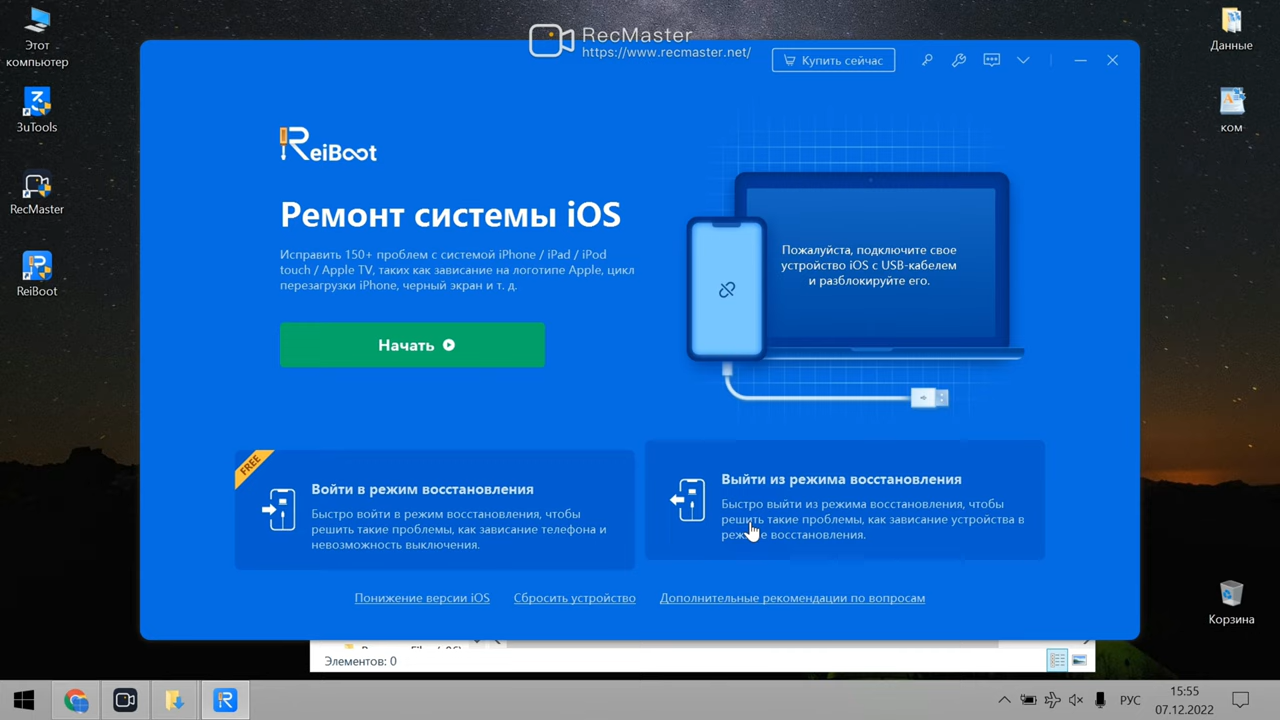 RecMaster
https://www.recmaster.net/
Этот
компьютер
3uTools
RecMaster
ReiBoot
Данные
ком
Корзина
Купить сейчас
ReiBoot
Ремонт системы iOS
Исправить 150+ проблем с системой iPhone / iPad / iPod
touch / Apple TV, таких как зависание на логотипе Apple, цикл
перезагрузки iPhone, черный экран и т. д.
Начать
Пожалуйста, подключите свое
устройство iOS с USB-кабелем
и разблокируйте его.
FREE
Войти в режим восстановления
Быстро войти в режим восстановления, чтобы
решить такие проблемы, как зависание телефона и
невозможность выключения.
Выйти из режима восстановления
Быстро выйти из режима восстановления, чтобы
решить такие проблемы, как зависание устройства в
режиме восстановления.
Понижение версии iOS
Сбросить устройство
Дополнительные рекомендации по вопросам
Элементов: 0
РУС
15:55
07.12.2022